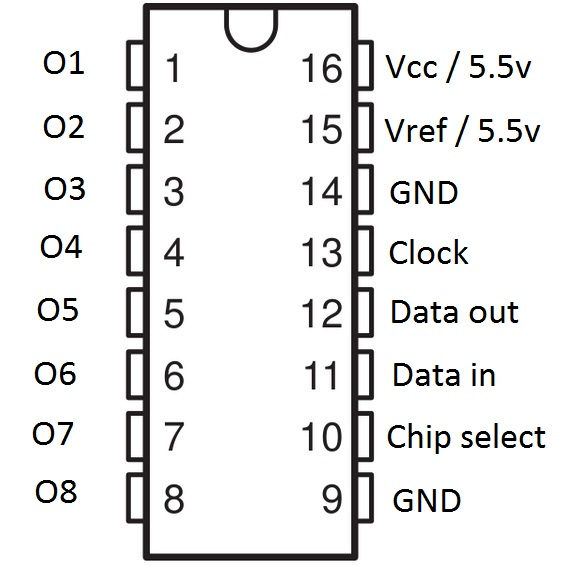 O1 1 16 Vcc / 5.5v
O2 2 15 Vref / 5.5v
O3 3 14 GND
O4 4 13 Clock
O5 5 12 Data out
O6 6 11 Data in
O7 7 10 Chip select
O8 8 9 GND